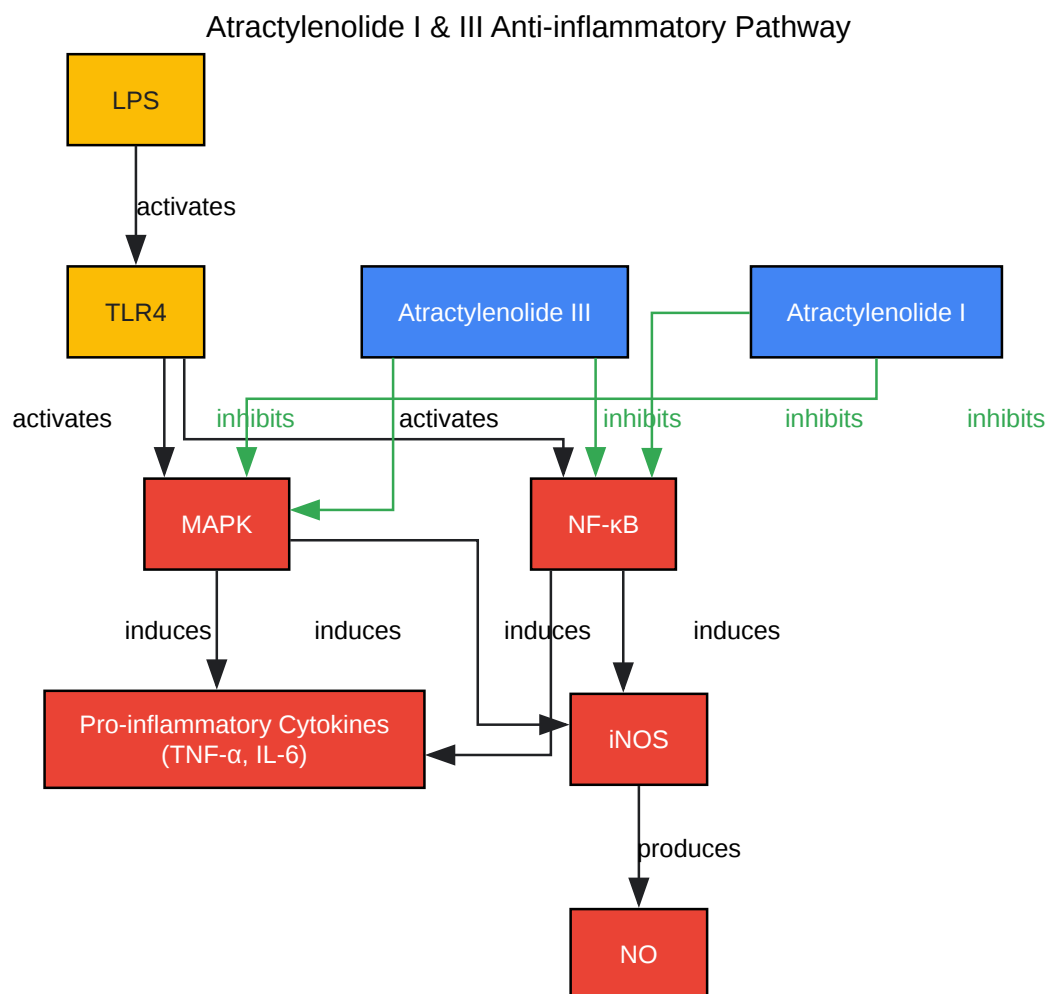 Atractylenolide I & III Anti-inflammatory Pathway
LPS
activates
TLR4
Atractylenolide III
Atractylenolide I
activates
inhibits
activates
inhibits
inhibits
inhibits
MAPK
NF-κB
induces
induces
induces
induces
Pro-inflammatory Cytokines
(TNF-α, IL-6)
iNOS
produces
NO